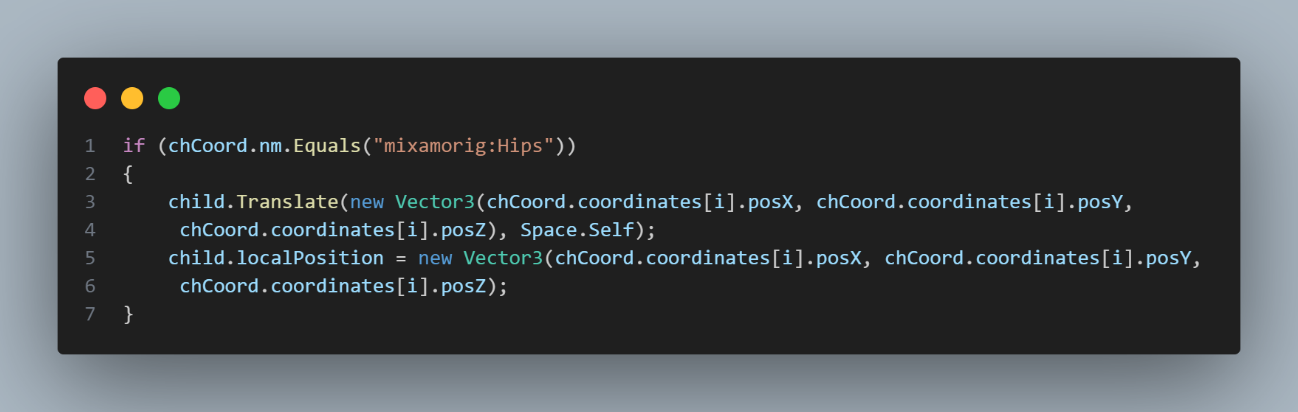 1 if (chCoord.nm.Equals("mixamorig:Hips"))
2 {
3 child.Translate(new Vector3(chCoord.coordinates[i].posX, chCoord.coordinates[i].posY,
4 chCoord.coordinates[i].posZ), Space.Self);
5 child.localPosition = new Vector3(chCoord.coordinates[i].posX, chCoord.coordinates[i].posY,
6 chCoord.coordinates[i].posZ);
7 }